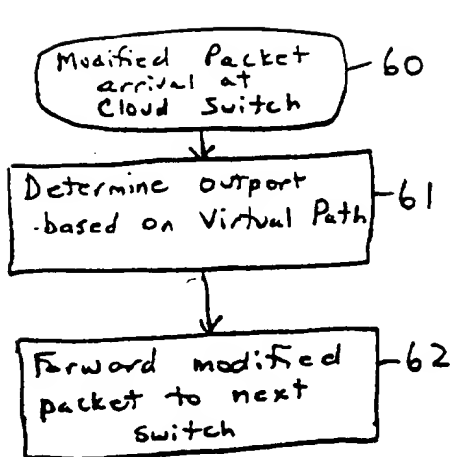 Modified Packet
arrival at
Cloud Switch
60
Determine outport
based on Virtual Path
61
Forward modified
packet to next
switch
62